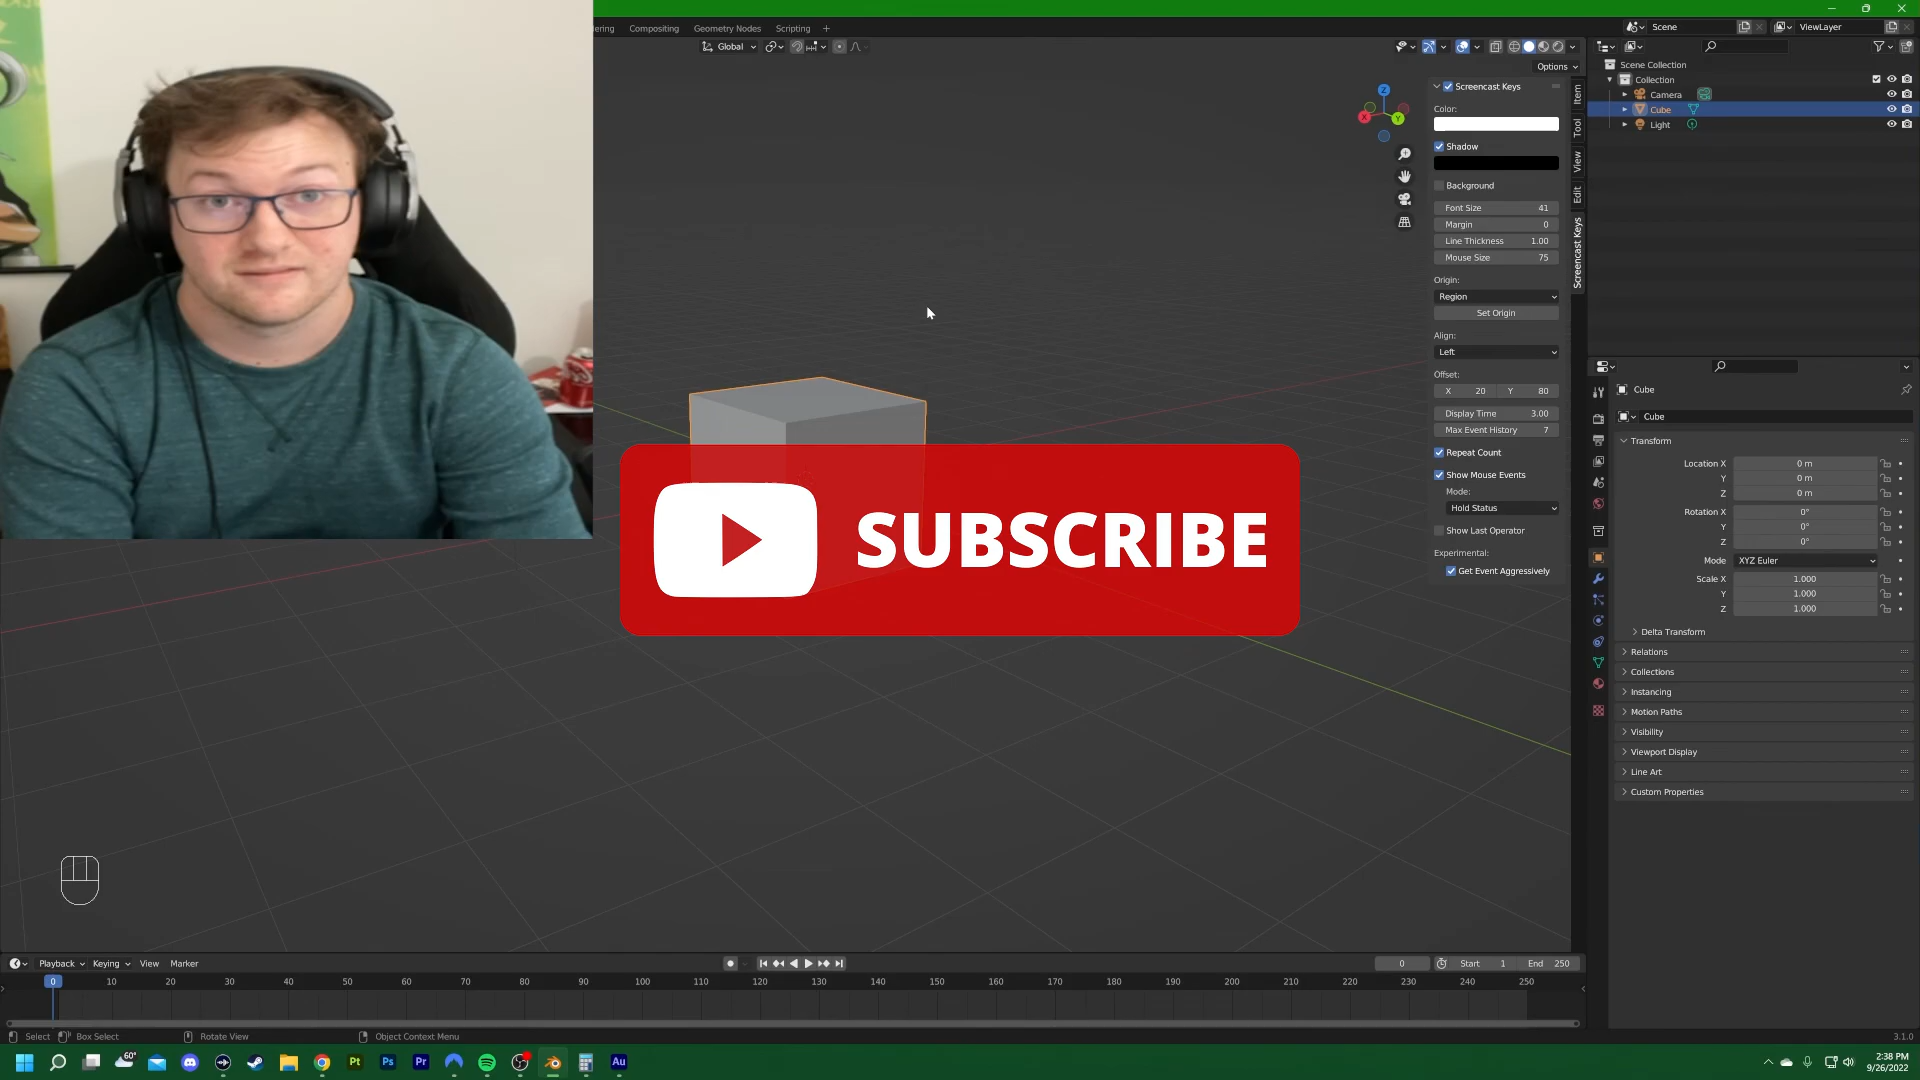 Compositing
Geometry Nodes
Scripting
+
Scene
ViewLayer
Global
Options
Screencast Keys
Color:
Shadow
Background
Font Size 41
Margin 0
Line Thickness 1.00
Mouse Size 75
Origin:
Region
Set Origin
Align:
Left
Offset:
X 20 Y 80
Display Time 3.00
Max Event History 7
Repeat Count
Show Mouse Events
Mode:
Hold Status
Show Last Operator
Experimental:
Get Event Aggressively
Item
Tool
View
Edit
Screencast Keys
Z
X
Y
Scene Collection
Collection
Camera
Cube
Light
Cube
Cube
Transform
Location X 0 m
Y 0 m
Z 0 m
Rotation X 0°
Y 0°
Z 0°
Mode XYZ Euler
Scale X 1.000
Y 1.000
Z 1.000
Delta Transform
Relations
Collections
Instancing
Motion Paths
Visibility
Viewport Display
Line Art
Custom Properties
SUBSCRIBE
Playback Keying View Marker
0 Start 1 End 250
0 10 20 30 40 50 60 70 80 90 100 110 120 130 140 150 160 170 180 190 200 210 220 230 240 250
Select Box Select Rotate View Object Context Menu
3.1.0
60°
Pt
Ps
Pr
Au
2:38 PM
9/26/2022